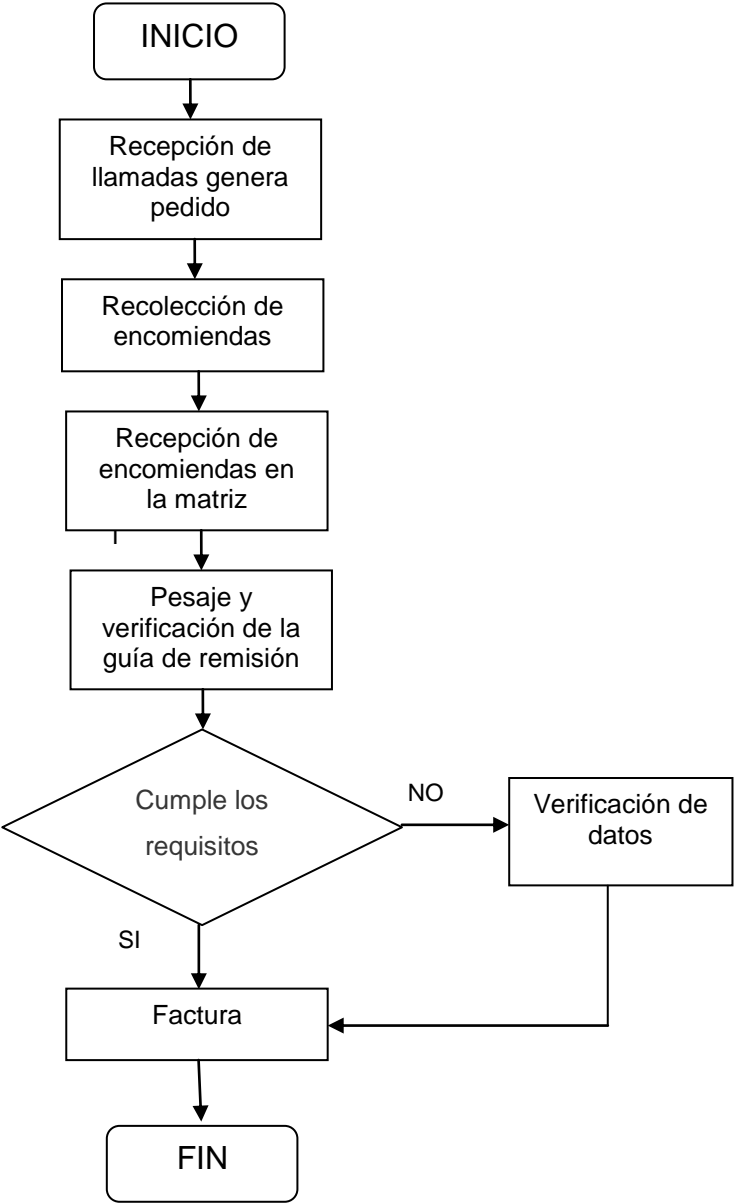 INICIO
Recepción de
llamadas genera
pedido
Recolección de
encomiendas
Recepción de
encomiendas en
la matriz
Pesaje y
verificación de la
guía de remisión
Cumple los
requisitos
NO
Verificación de
datos
SI
Factura
FIN